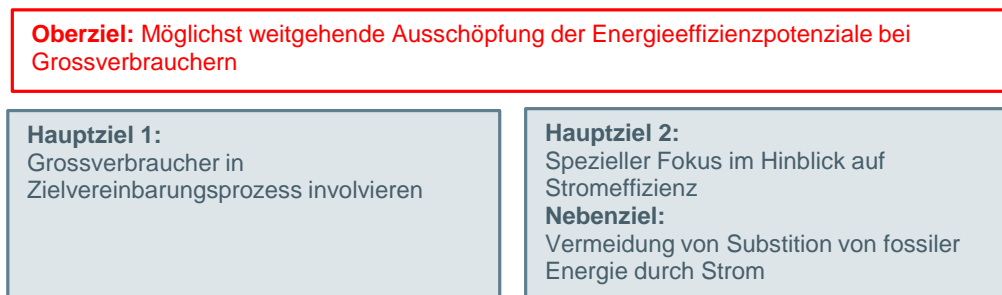 Oberziel: Möglichst weitgehende Ausschöpfung der Energieeffizienzpotenziale bei
Grossverbrauchern
Hauptziel 1:
Grossverbraucher in
Zielvereinbarungsprozess involvieren
Hauptziel 2:
Spezieller Fokus im Hinblick auf
Stromeffizienz
Nebenziel:
Vermeidung von Substition von fossiler
Energie durch Strom